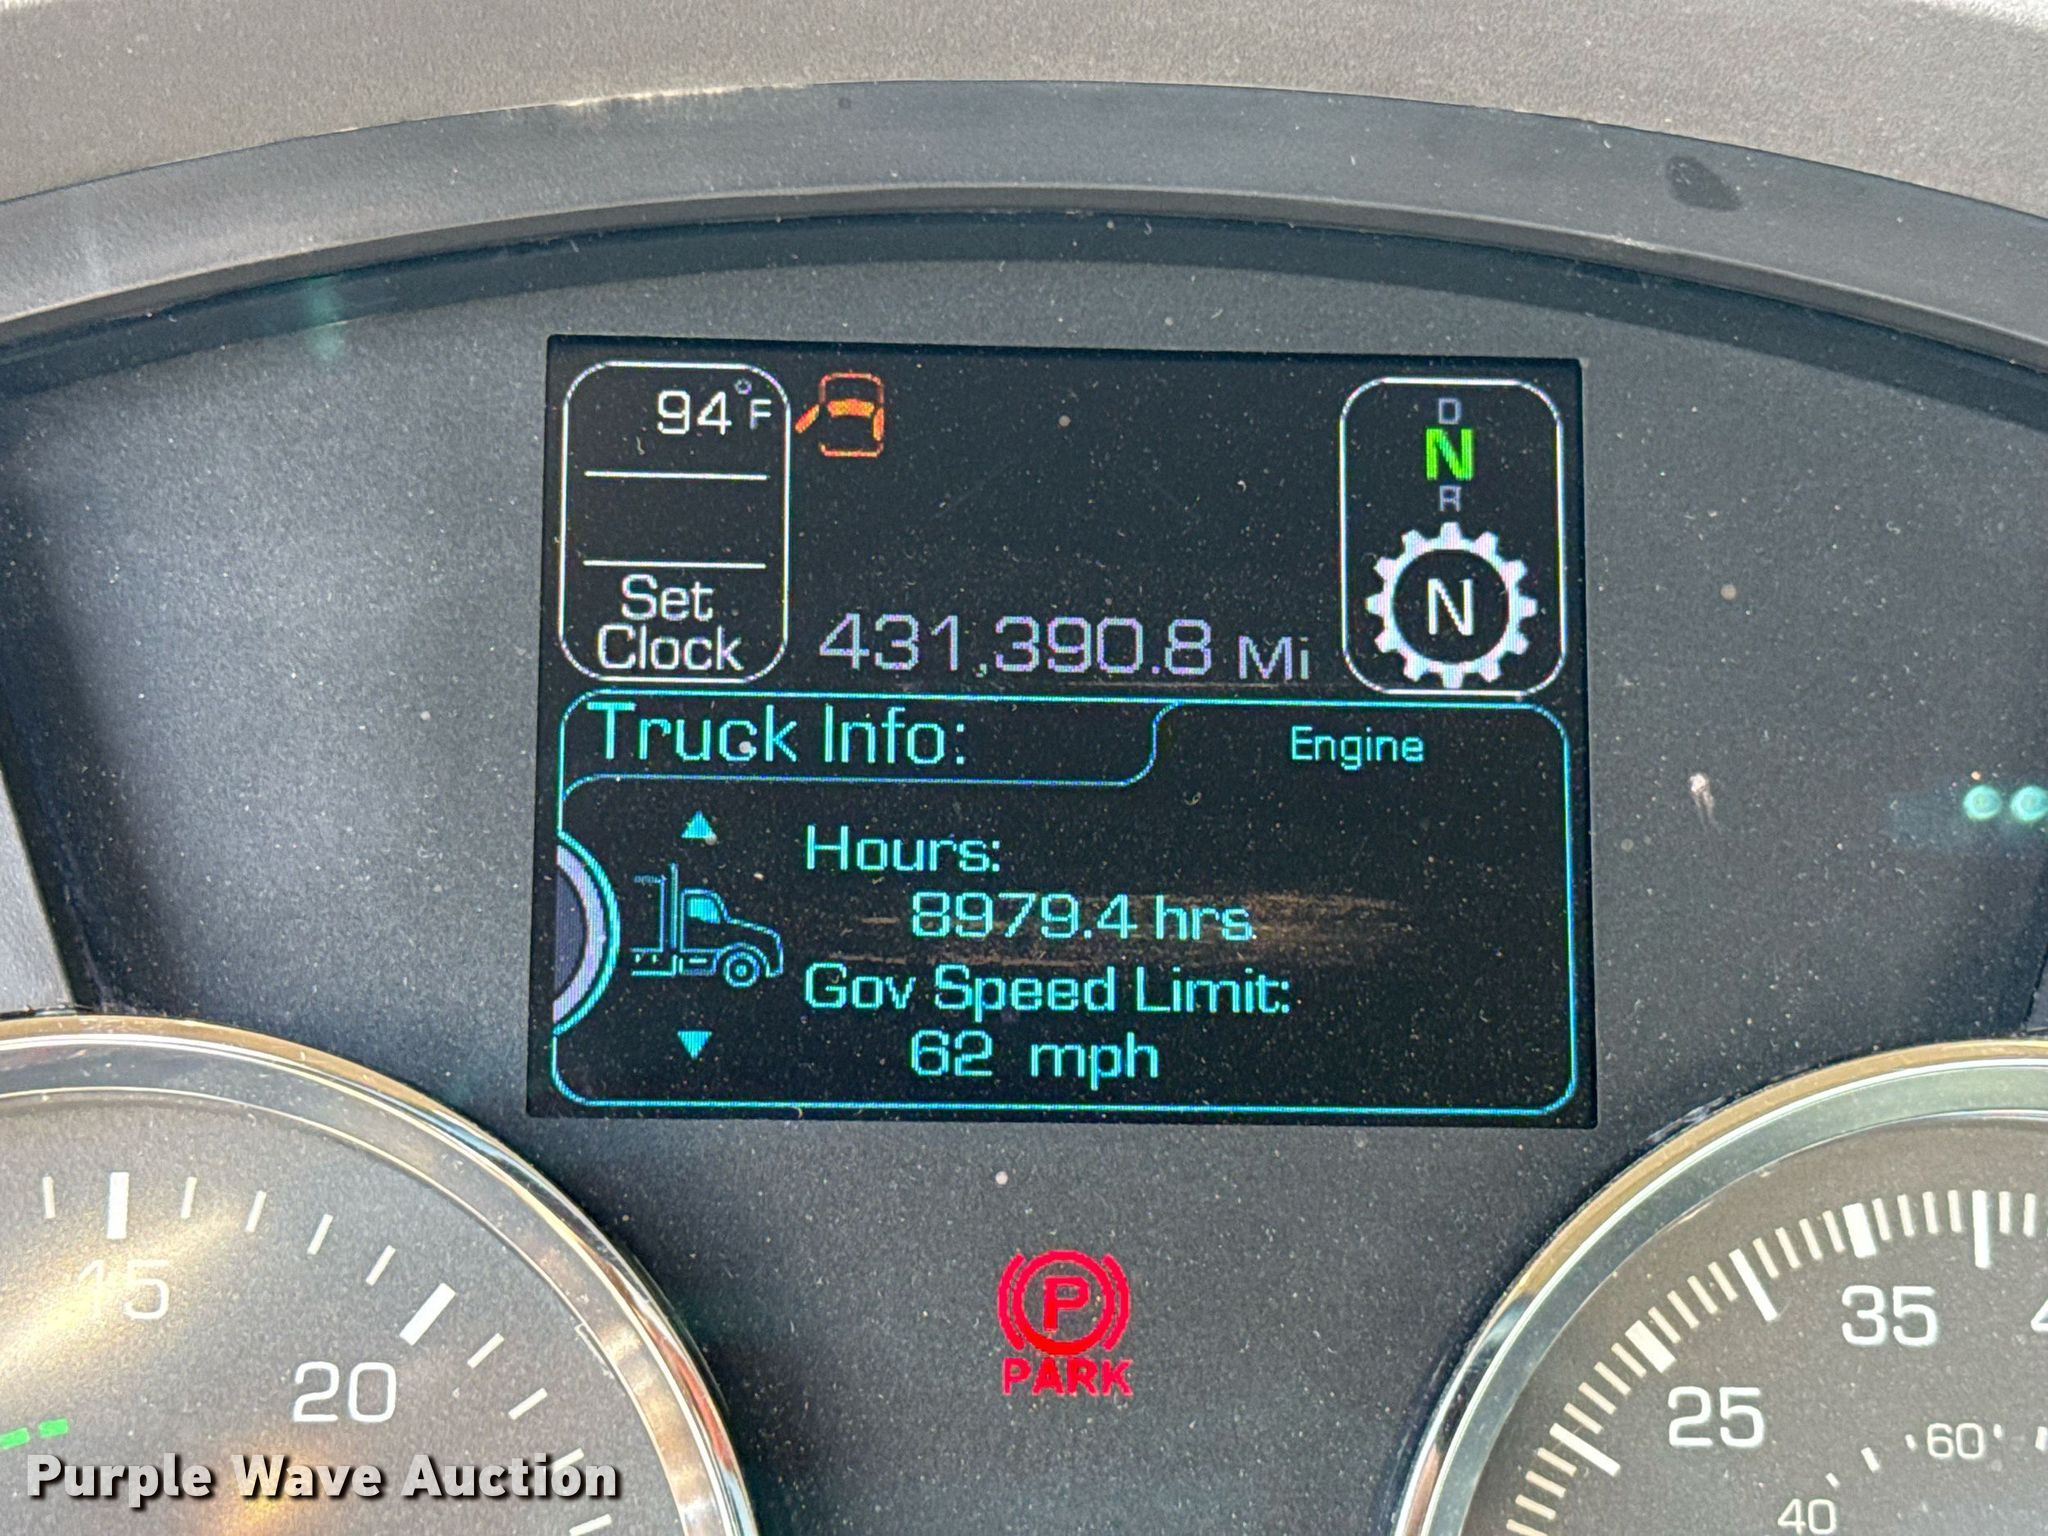 94°F
D
N
R
N
Set
Clock
431,390.8 Mi
Truck Info:
Engine
Hours:
8979.4 hrs
Gov Speed Limit:
62 mph
P
PARK
15
20
25
35
40
60
Purple Wave Auction